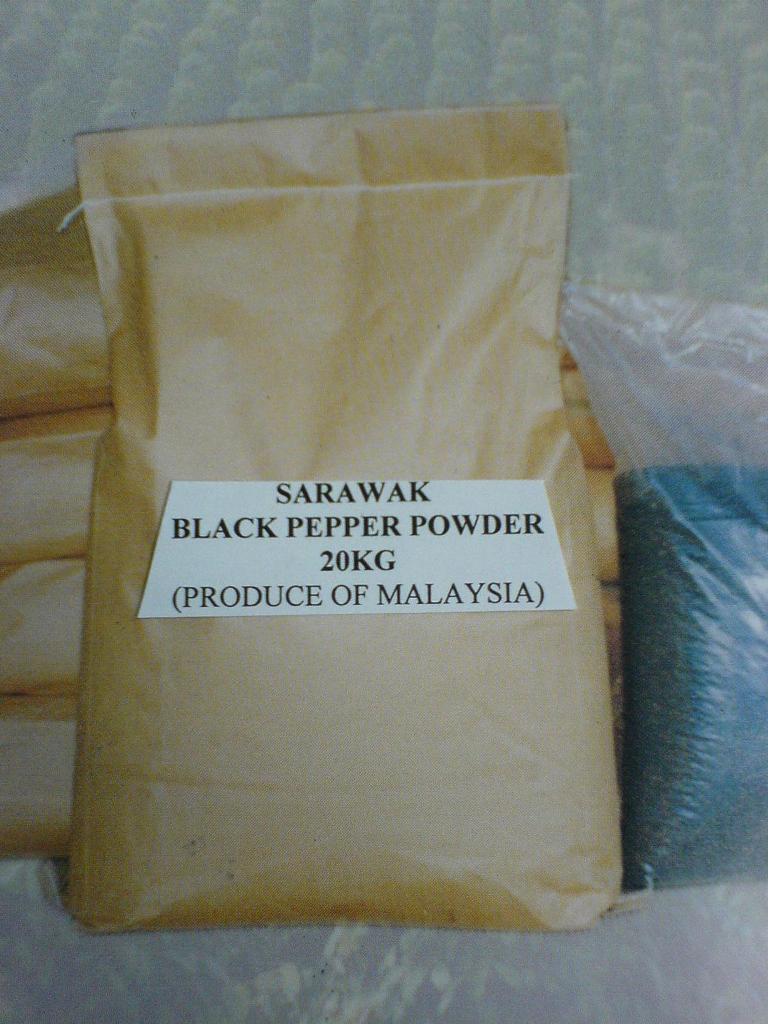 SARAWAK
BLACK PEPPER POWDER
20KG
(PRODUCE OF MALAYSIA)